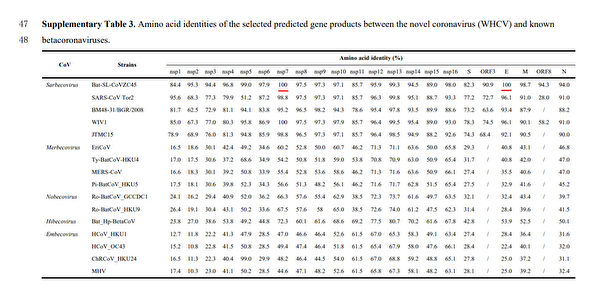 47 Supplementary Table 3. Amino acid identities of the selected predicted gene products between the novel coronavirus (WHCV) and known
48 betacoronaviruses.
CoV Strains Amino acid identity (%)
nsp1 nsp2 nsp3 nsp4 nsp5 nsp6 nsp7 nsp8 nsp9 nsp10 nsp11 nsp12 nsp13 nsp14 nsp15 nsp16 S ORF3 E M ORF8 N
Sarbecovirus Bat-SL-CoVZC45 84.4 95.3 94.4 96.8 99.0 97.9 100 97.5 97.3 97.1 85.7 95.9 99.3 94.5 89.0 98.0 82.3 90.9 100 98.7 94.3 94.0
SARS-CoV Tor2 95.6 68.3 77.3 79.9 51.2 87.2 98.8 97.5 97.3 97.1 85.7 96.3 99.8 95.1 88.7 93.3 77.2 72.7 96.1 91.0 28.0 91.0
BM48-31/BGR/2008 81.7 62.5 72.9 81.1 94.1 83.8 95.2 96.5 98.2 94.3 78.6 95.4 97.8 93.5 89.9 88.6 73.2 63.6 93.4 87.9 / 88.2
WIV1 85.0 67.3 77.0 80.3 95.8 86.9 100 97.5 97.3 97.9 85.7 96.4 99.5 95.4 89.0 93.0 78.3 74.5 96.1 90.1 58.2 91.0
JTMC15 78.9 68.9 76.0 81.3 94.8 85.9 98.8 96.5 97.3 97.1 85.7 96.4 98.5 94.9 88.2 92.6 74.3 68.4 92.1 90.5 / 90.0
Merbecovirus EriCoV 16.5 18.6 30.1 42.4 49.2 34.6 60.2 52.8 50.0 60.7 46.2 71.3 71.1 63.6 50.0 65.8 29.3 / 40.8 43.1 / 46.8
Ty-BatCoV-HKU4 17.0 17.5 30.6 37.2 68.6 34.9 54.2 50.8 51.8 59.0 53.8 70.8 70.9 63.0 50.9 65.4 31.7 / 40.8 42.0 / 47.0
MERS-CoV 16.6 18.3 30.1 39.2 50.8 33.9 55.4 52.8 53.6 58.6 46.2 71.3 71.6 63.6 50.9 66.1 27.4 / 35.5 40.6 / 47.0
Pi-BatCoV_HKU5 17.5 18.1 30.6 39.8 52.3 34.3 56.6 51.3 48.2 56.1 46.2 71.6 71.7 62.8 51.5 65.4 27.5 / 32.9 41.6 / 45.2
Nobecovirus Ro-BatCoV_GCCDC1 16.1 24.2 29.4 40.9 52.0 36.2 66.3 57.9 57.6 55.4 62.9 38.5 72.3 73.7 61.6 49.7 63.5 32.1 / 32.4 43.4 / 39.7
Ro-BatCoV_HKU9 26.4 19.1 30.4 43.1 50.2 33.6 67.5 57.6 58 65.0 38.5 72.6 74.0 61.2 47.5 62.3 31.4 / 28.4 39.6 / 41.5
Hibecovirus Bat_Hp-BetaCoV 23.8 27.0 38.6 53.8 49.2 44.8 72.3 60.1 61.6 68.6 69.2 77.5 80.7 70.2 61.6 67.8 42.8 / 53.9 52.5 / 50.1
Embecovirus HCoV_HKU1 12.7 11.8 22.2 41.3 47.9 28.5 47.0 46.6 46.4 52.6 61.5 67.0 65.3 58.3 49.1 63.4 27.4 / 28.4 36.4 / 31.6
HCoV_OC43 15.2 10.8 22.8 41.5 50.8 28.5 49.4 47.4 46.4 51.8 61.5 65.4 67.9 58.0 47.6 66.1 28.4 / 22.4 40.1 / 32.0
ChRCoV_HKU24 16.5 11.3 22.3 40.4 99.0 29.9 48.2 46.4 44.5 54.0 61.5 67.0 68.8 59.2 48.8 65.1 27.8 / 25.0 37.2 / 31.1
MHV 17.4 10.3 23.0 41.1 50.2 28.5 44.6 47.1 48.2 52.6 61.5 65.8 67.3 58.1 48.2 63.1 28.1 / 25.0 39.2 / 32.4